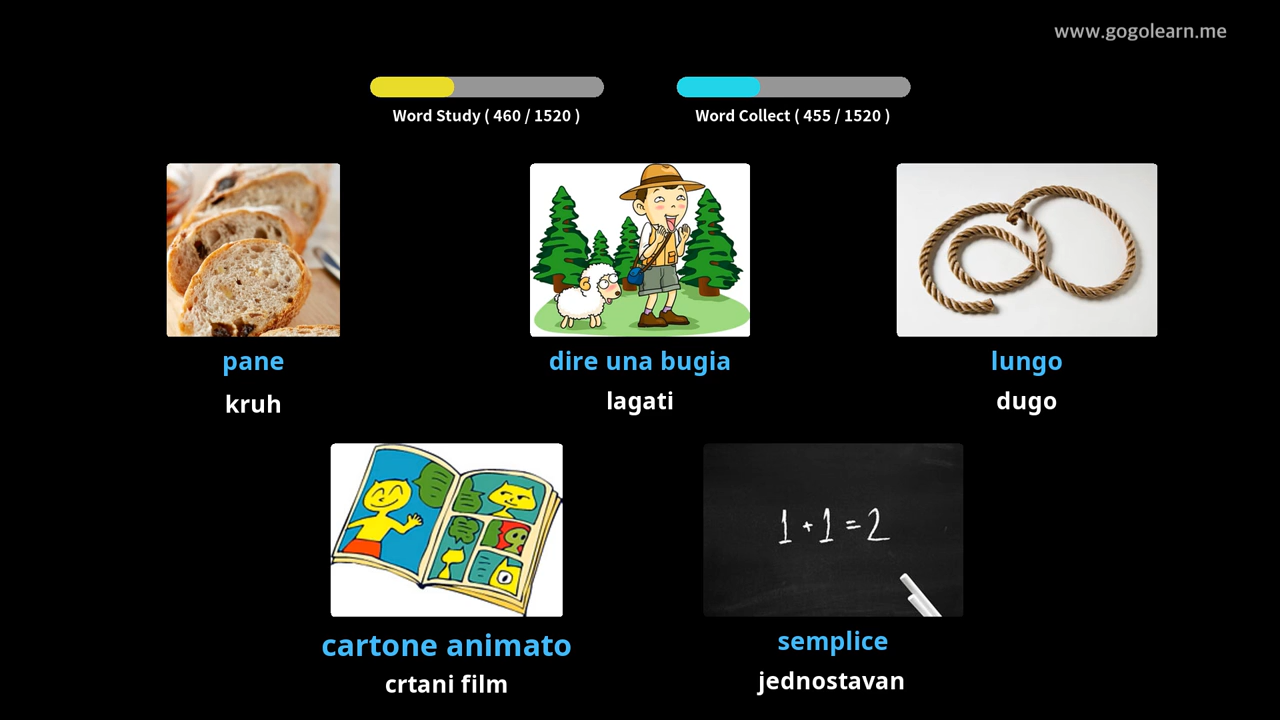 www.gogolearn.me
Word Study ( 460 / 1520 )
Word Collect ( 455 / 1520 )
pane
dire una bugia
lungo
kruh
lagati
dugo
1 + 1 = 2
cartone animato
semplice
crtani film
jednostavan